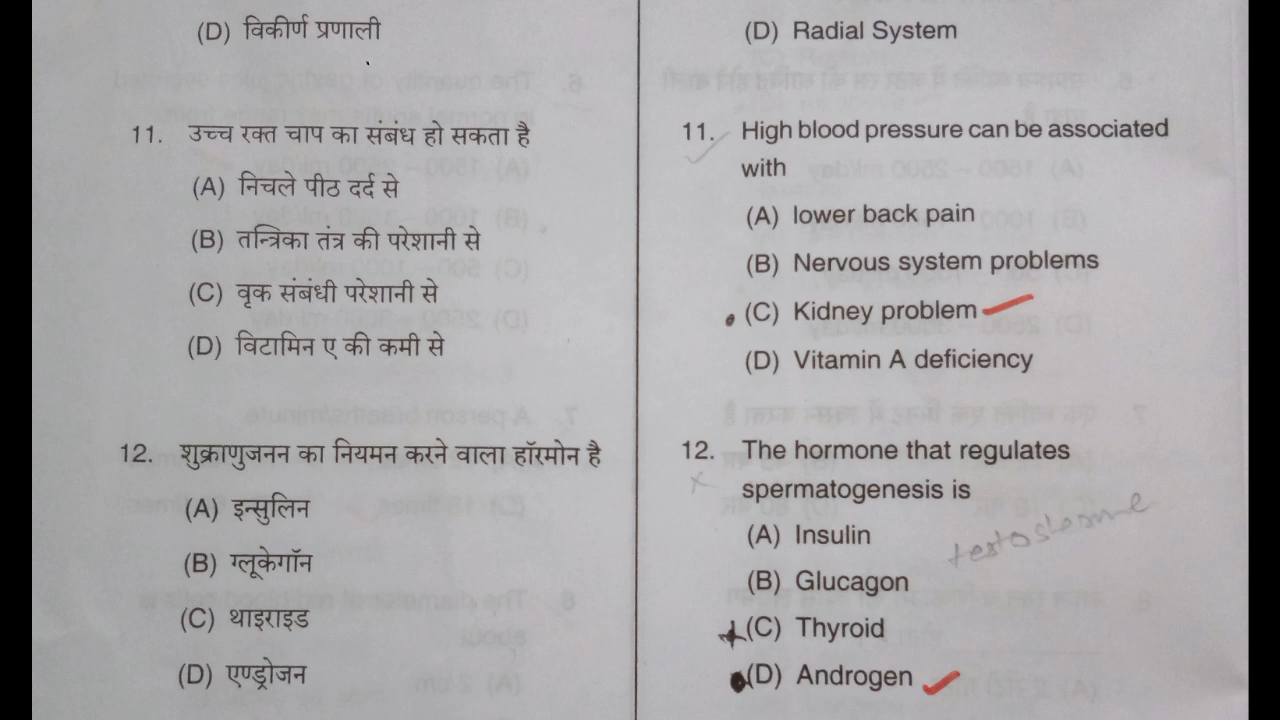 (D) विकीर्ण प्रणाली
11. उच्च रक्त चाप का संबंध हो सकता है
(A) निचले पीठ दर्द से
(B) तन्त्रिका तंत्र की परेशानी से
(C) वृक संबंधी परेशानी से
(D) विटामिन ए की कमी से
12. शुक्राणुजनन का नियमन करने वाला हॉरमोन है
(A) इन्सुलिन
(B) ग्लूकेगॉन
(C) थाइराइड
(D) एण्ड्रोजन
(D) Radial System
11. High blood pressure can be associated
with
(A) lower back pain
(B) Nervous system problems
(C) Kidney problem
(D) Vitamin A deficiency
12. The hormone that regulates
spermatogenesis is
(A) Insulin
testosterone
(B) Glucagon
(C) Thyroid
(D) Androgen